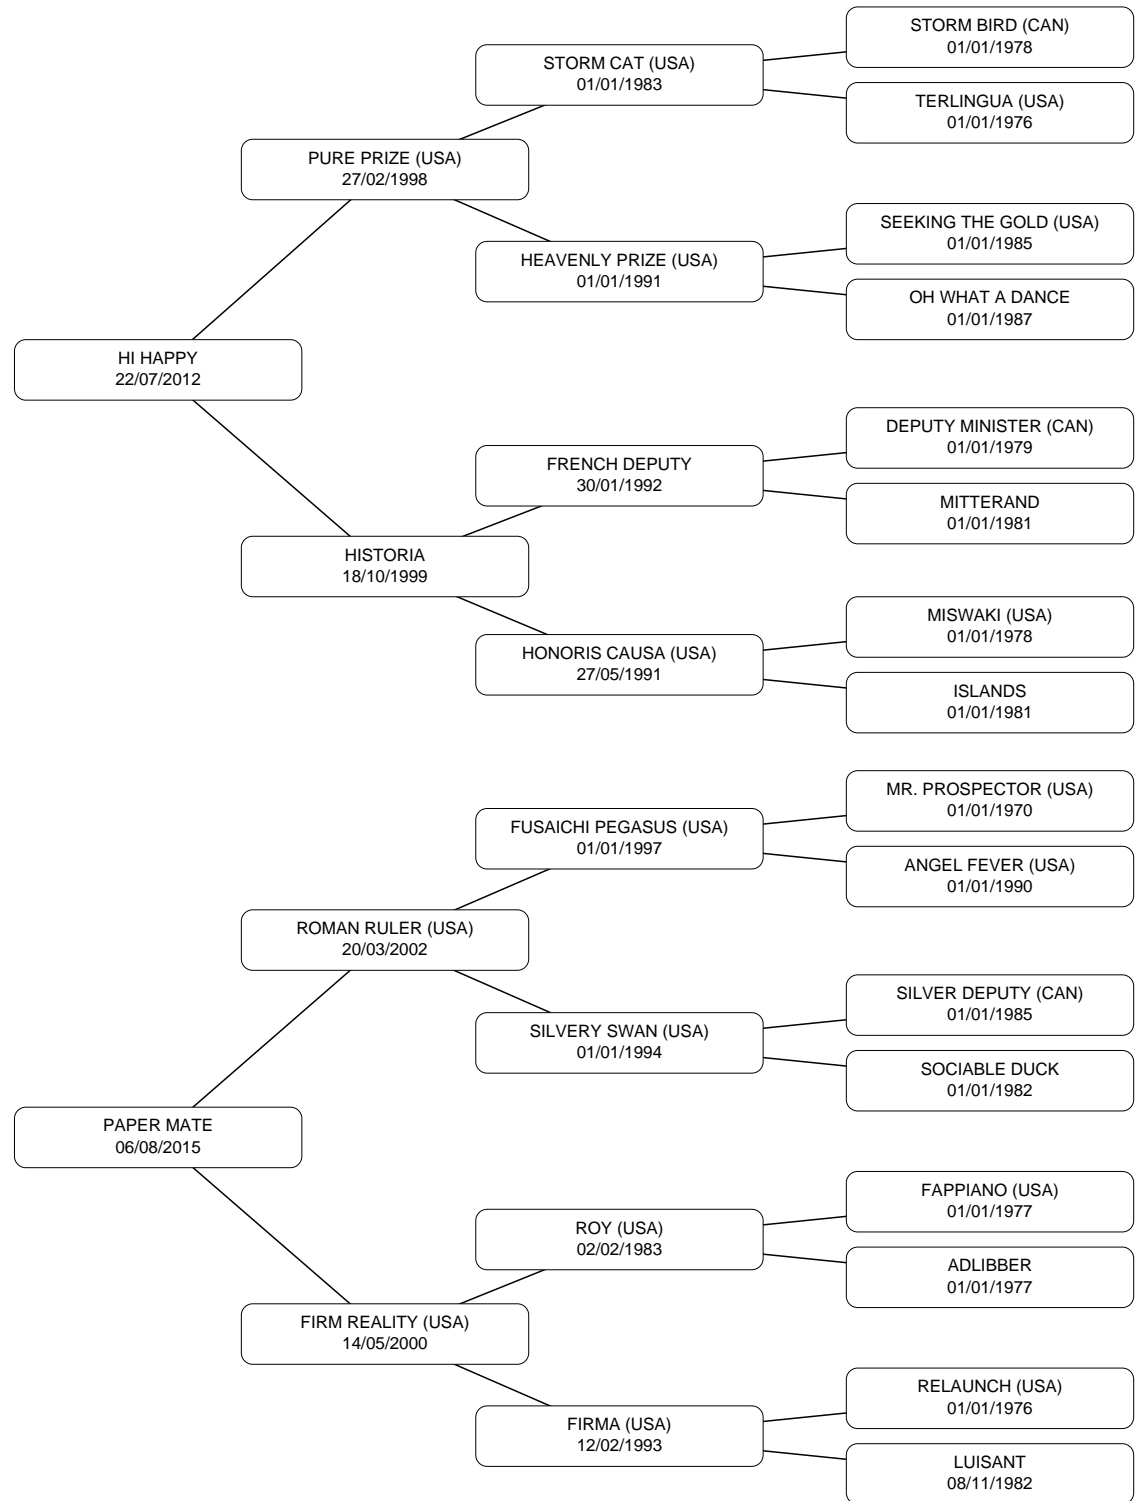 STORM BIRD (CAN)
01/01/1978
STORM CAT (USA)
01/01/1983
TERLINGUA (USA)
01/01/1976
PURE PRIZE (USA)
27/02/1998
SEEKING THE GOLD (USA)
01/01/1985
HEAVENLY PRIZE (USA)
01/01/1991
OH WHAT A DANCE
01/01/1987
HI HAPPY
22/07/2012
DEPUTY MINISTER (CAN)
01/01/1979
FRENCH DEPUTY
30/01/1992
MITTERAND
01/01/1981
HISTORIA
18/10/1999
MISWAKI (USA)
01/01/1978
HONORIS CAUSA (USA)
27/05/1991
ISLANDS
01/01/1981
MR. PROSPECTOR (USA)
01/01/1970
FUSAICHI PEGASUS (USA)
01/01/1997
ANGEL FEVER (USA)
01/01/1990
ROMAN RULER (USA)
20/03/2002
SILVER DEPUTY (CAN)
01/01/1985
SILVERY SWAN (USA)
01/01/1994
SOCIABLE DUCK
01/01/1982
PAPER MATE
06/08/2015
FAPPIANO (USA)
01/01/1977
ROY (USA)
02/02/1983
ADLIBBER
01/01/1977
FIRM REALITY (USA)
14/05/2000
RELAUNCH (USA)
01/01/1976
FIRMA (USA)
12/02/1993
LUISANT
08/11/1982